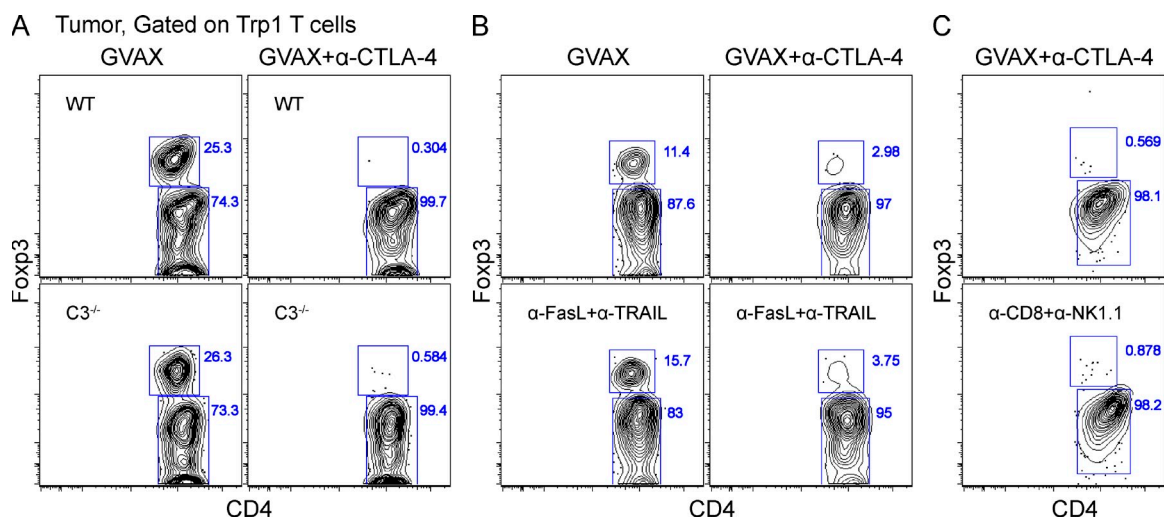 A Tumor, Gated on Trp1 T cells
GVAX GVAX+α-CTLA-4
WT
25.3
74.3
WT
0.304
99.7
C3-/-
26.3
73.3
C3-/-
0.584
99.4
Foxp3
CD4
B
GVAX GVAX+α-CTLA-4
11.4
87.6
2.98
97
α-FasL+α-TRAIL
15.7
83
α-FasL+α-TRAIL
3.75
95
Foxp3
CD4
C
GVAX+α-CTLA-4
0.569
98.1
α-CD8+α-NK1.1
0.878
98.2
Foxp3
CD4